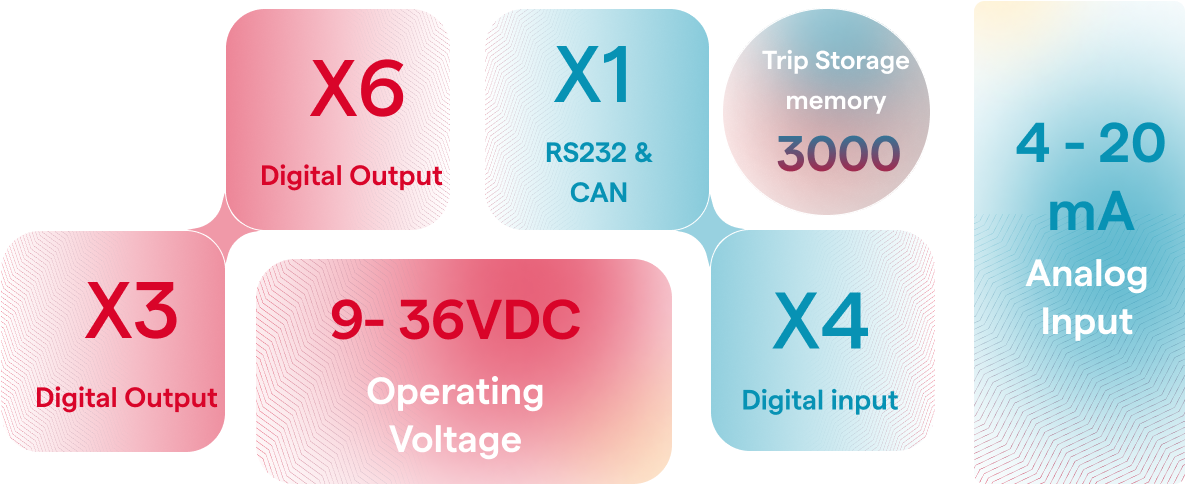 X6
Digital Output
X1
RS232 &
CAN
Trip Storage
memory
3000
4 - 20
mA
Analog
Input
X3
Digital Output
9- 36VDC
Operating
Voltage
X4
Digital input